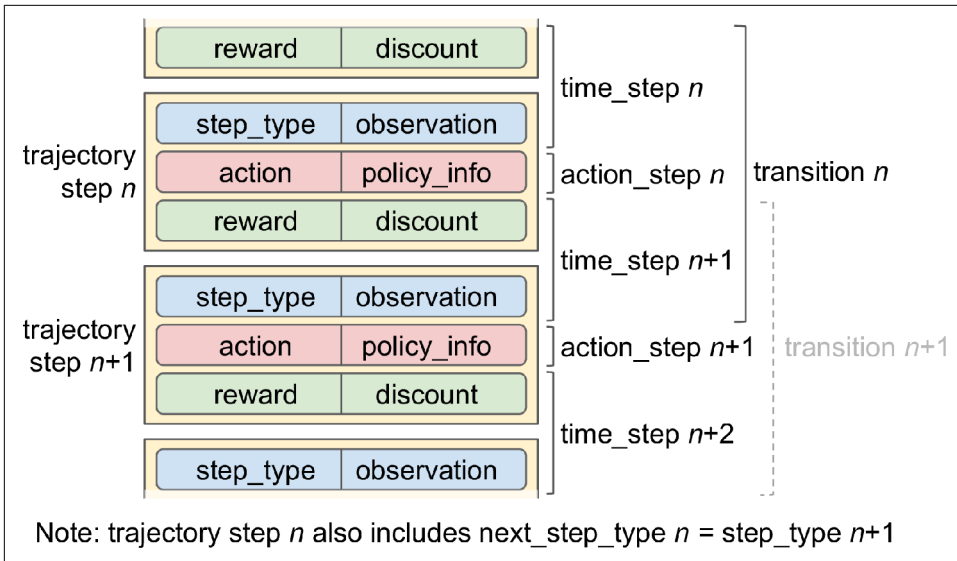 reward discount
time_step n
step_type observation
trajectory
step n
action policy_info
action_step n
transition n
reward discount
time_step n+1
step_type observation
trajectory
step n+1
action policy_info
action_step n+1
transition n+1
reward discount
time_step n+2
step_type observation
Note: trajectory step n also includes next_step_type n = step_type n+1